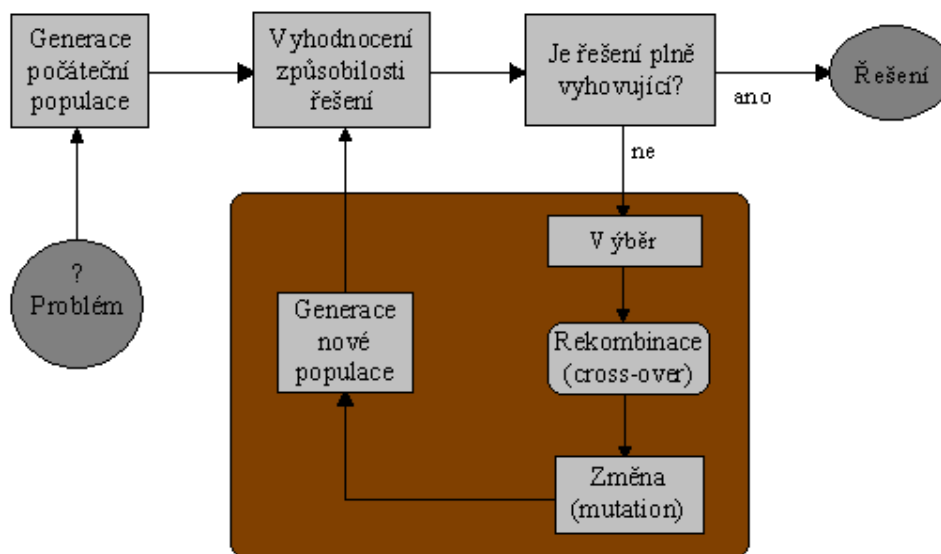 Generace
počáteční
populace
Vyhodnocení
způsobilosti
řešení
Je řešení plně
vyhovující?
Řešení
ano
ne
?
Problém
Výběr
Generace
nové
populace
Rekombinace
(cross-over)
Změna
(mutation)